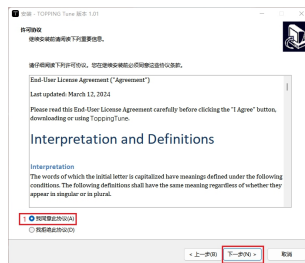 安装 - TOPPING Tune 版本 1.01
许可协议
继续安装前请阅读下列重要信息。
请仔细阅读下列许可协议。您在继续安装前必须同意这些协议条款。
End-User License Agreement ("Agreement")
Last updated: March 12, 2024
Please read this End-User License Agreement carefully before clicking the "I Agree" button,
downloading or using ToppingTune.
Interpretation and Definitions
Interpretation
The words of which the initial letter is capitalized have meanings defined under the following
conditions. The following definitions shall have the same meaning regardless of whether they
appear in singular or in plural.
1 我同意此协议(A)
我拒绝此协议(D)
< 上一步(B) 下一步(N) > 取消